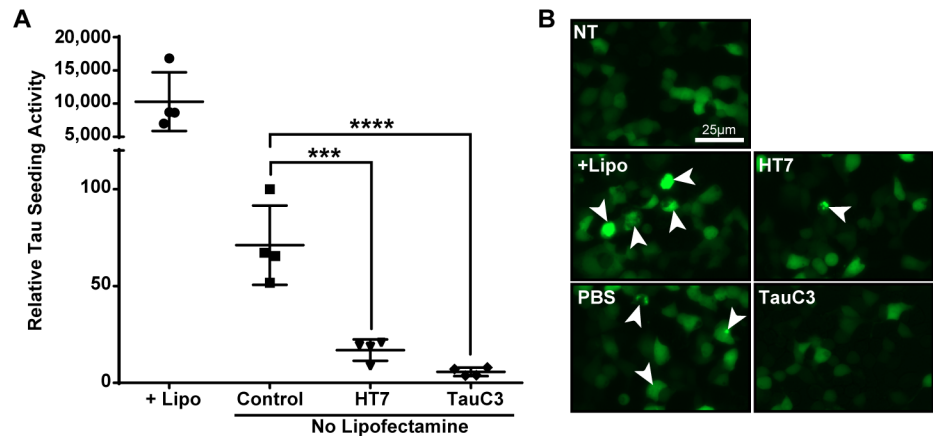 A
Relative Tau Seeding Activity
20,000
15,000
10,000
5,000
100
50
0
****
***
+ Lipo
Control
HT7
TauC3
No Lipofectamine
B
NT
25µm
+Lipo
HT7
PBS
TauC3